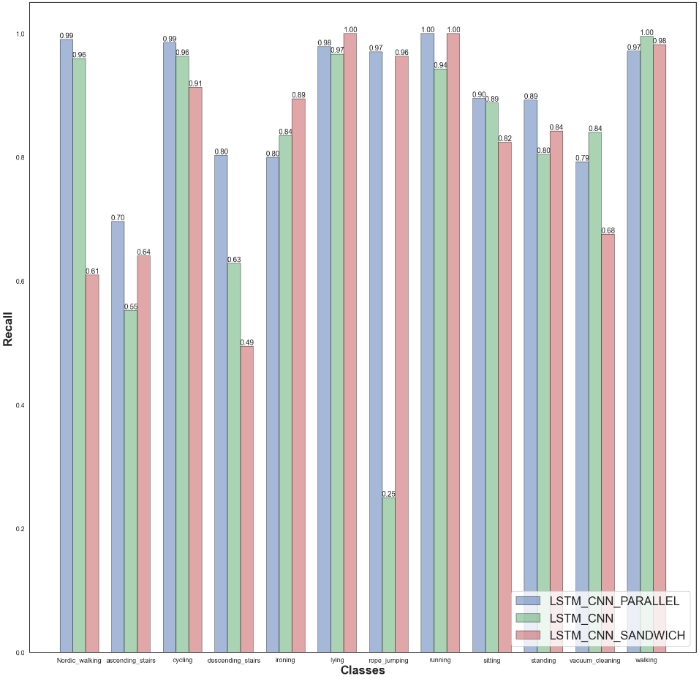 1.0
0.8
0.6
0.4
0.2
0.0
Recall
0.99 0.96 0.61
0.70 0.55 0.64
0.99 0.96 0.91
0.80 0.63 0.49
0.80 0.84 0.89
0.98 0.97 1.00
0.97 0.25 0.96
1.00 0.94 1.00
0.90 0.89 0.82
0.89 0.80 0.84
0.79 0.84 0.68
0.97 1.00 0.98
LSTM_CNN_PARALLEL
LSTM_CNN
LSTM_CNN_SANDWICH
Nordic_walking ascending_stairs cycling descending_stairs ironing lying rope_jumping running sitting standing vacuum_cleaning walking
Classes